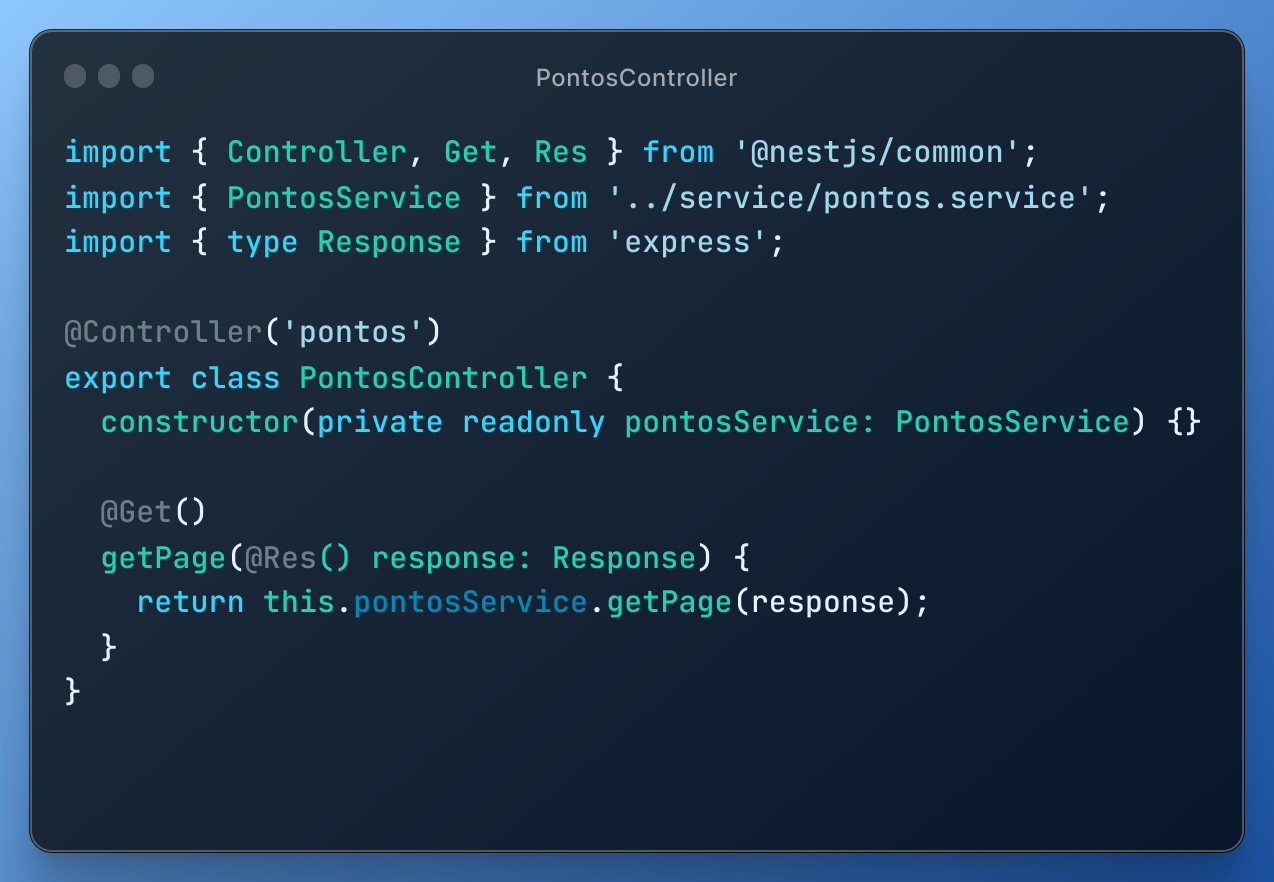 PontosController
import { Controller, Get, Res } from '@nestjs/common';
import { PontosService } from '../service/pontos.service';
import { type Response } from 'express';
@Controller('pontos')
export class PontosController {
  constructor(private readonly pontosService: PontosService) {}
  @Get()
  getPage(@Res() response: Response) {
    return this.pontosService.getPage(response);
  }
}